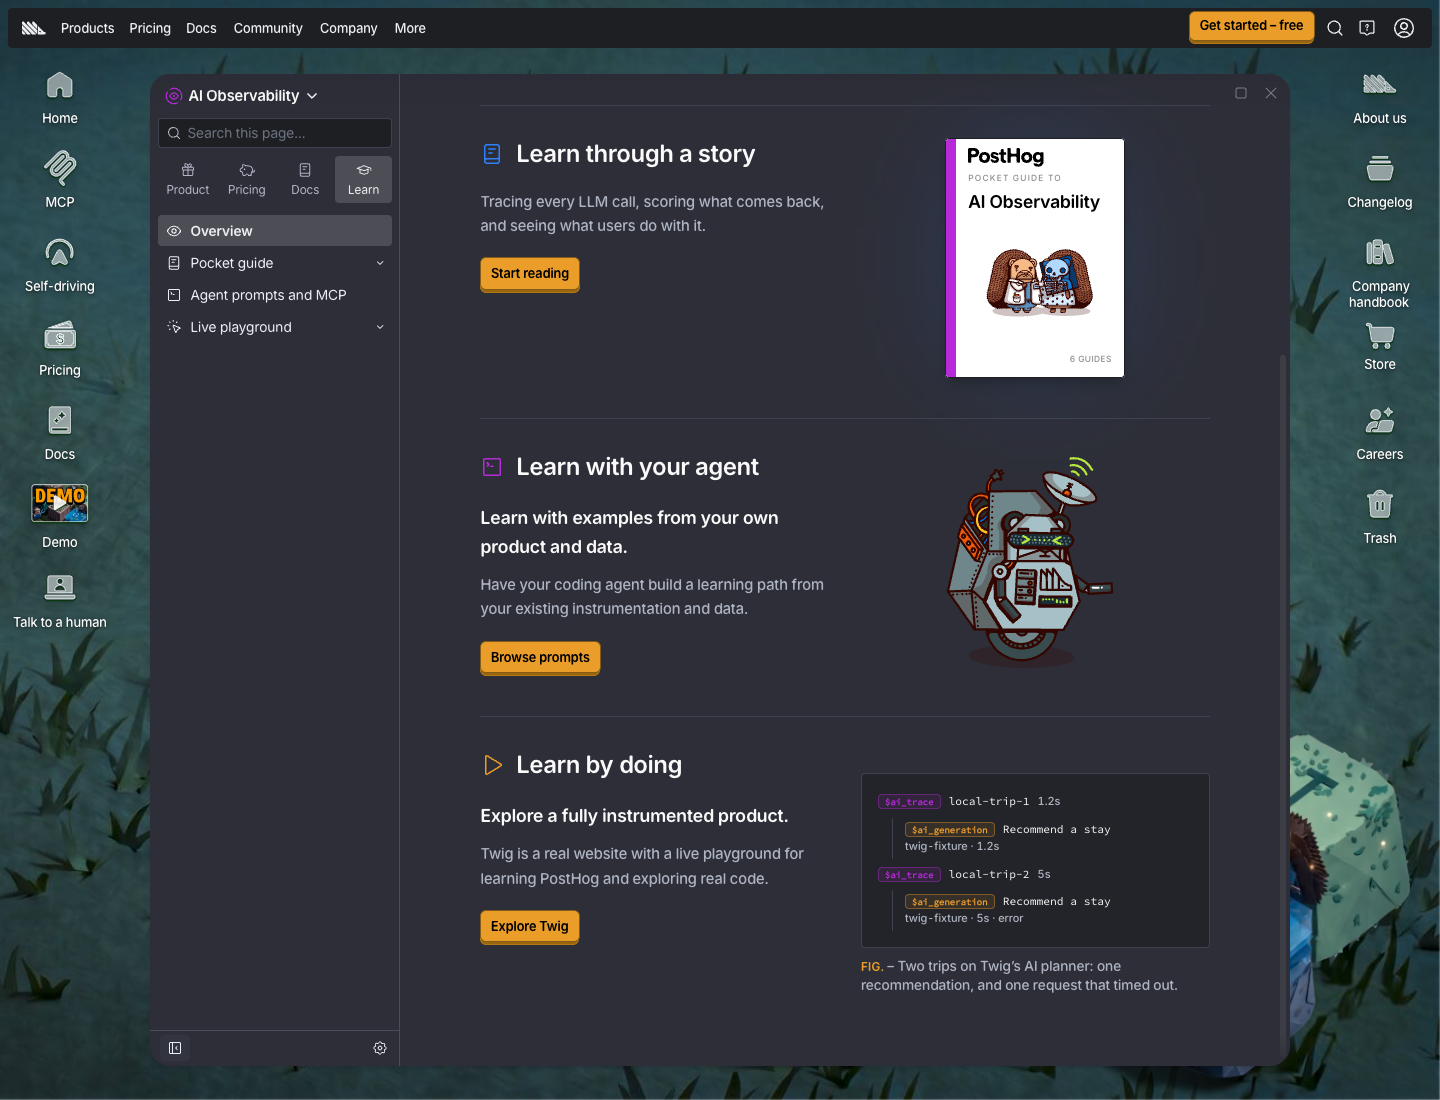 Products Pricing Docs Community Company More
Get started – free
Home
MCP
Self-driving
Pricing
Docs
DEMO
Demo
Talk to a human
AI Observability
Search this page...
Product Pricing Docs Learn
Overview
Pocket guide
Agent prompts and MCP
Live playground
Learn through a story
Tracing every LLM call, scoring what comes back,
and seeing what users do with it.
Start reading
PostHog
POCKET GUIDE TO
AI Observability
6 GUIDES
Learn with your agent
Learn with examples from your own
product and data.
Have your coding agent build a learning path from
your existing instrumentation and data.
Browse prompts
Learn by doing
Explore a fully instrumented product.
Twig is a real website with a live playground for
learning PostHog and exploring real code.
Explore Twig
$ai_trace local-trip-1 1.2s
$ai_generation Recommend a stay
twig-fixture · 1.2s
$ai_trace local-trip-2 5s
$ai_generation Recommend a stay
twig-fixture · 5s · error
FIG. – Two trips on Twig’s AI planner: one
recommendation, and one request that timed out.
About us
Changelog
Company
handbook
Store
Careers
Trash